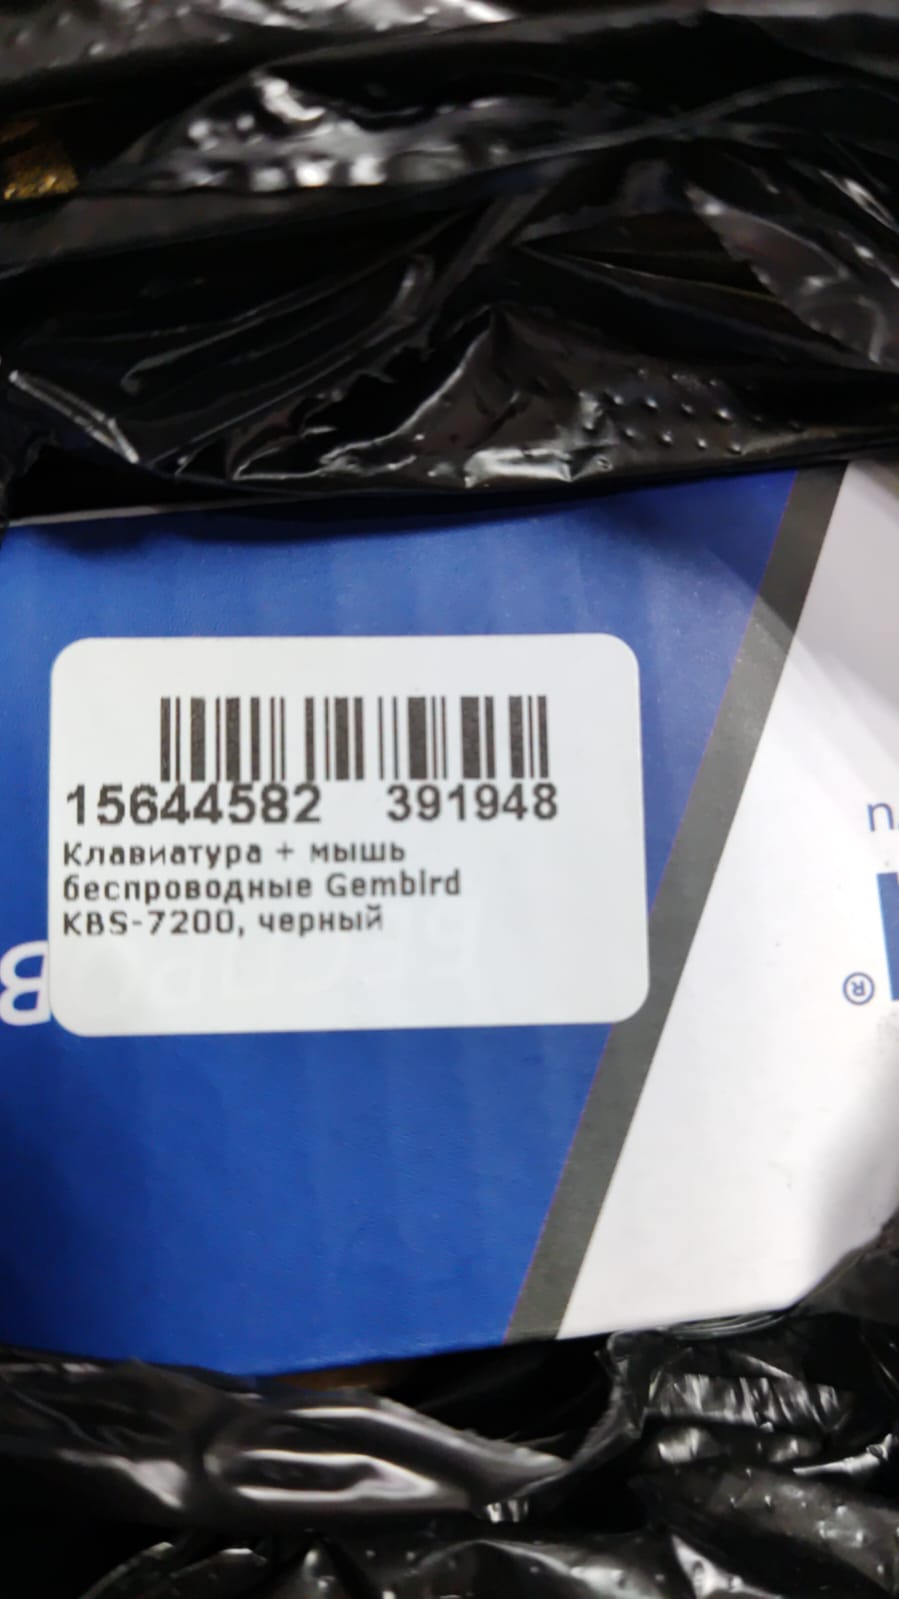 15644582 391948
Клавиатура + мышь
беспроводные Gembird
KBS-7200, черный
В
®